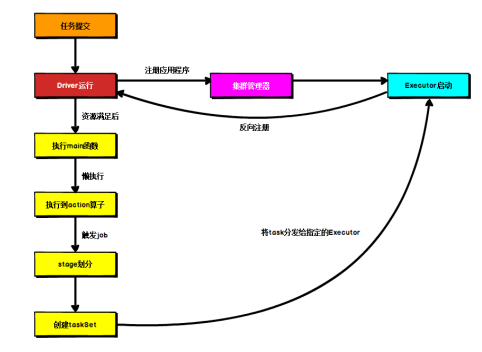 任务提交
Driver运行
注册应用程序
集群管理器
Executor启动
反向注册
资源满足后
执行main函数
懒执行
执行到action算子
触发job
将task分发给指定的Executor
stage划分
创建taskSet